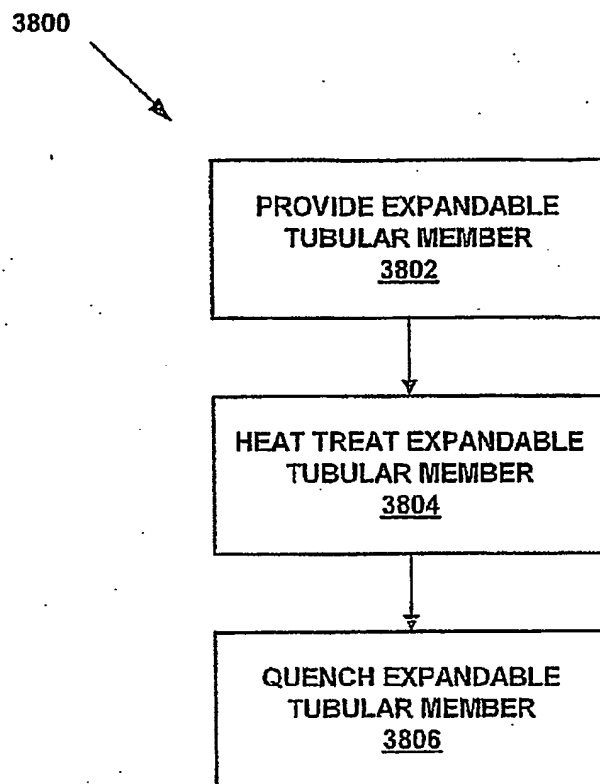 3800
PROVIDE EXPANDABLE
TUBULAR MEMBER
3802
HEAT TREAT EXPANDABLE
TUBULAR MEMBER
3804
QUENCH EXPANDABLE
TUBULAR MEMBER
3806